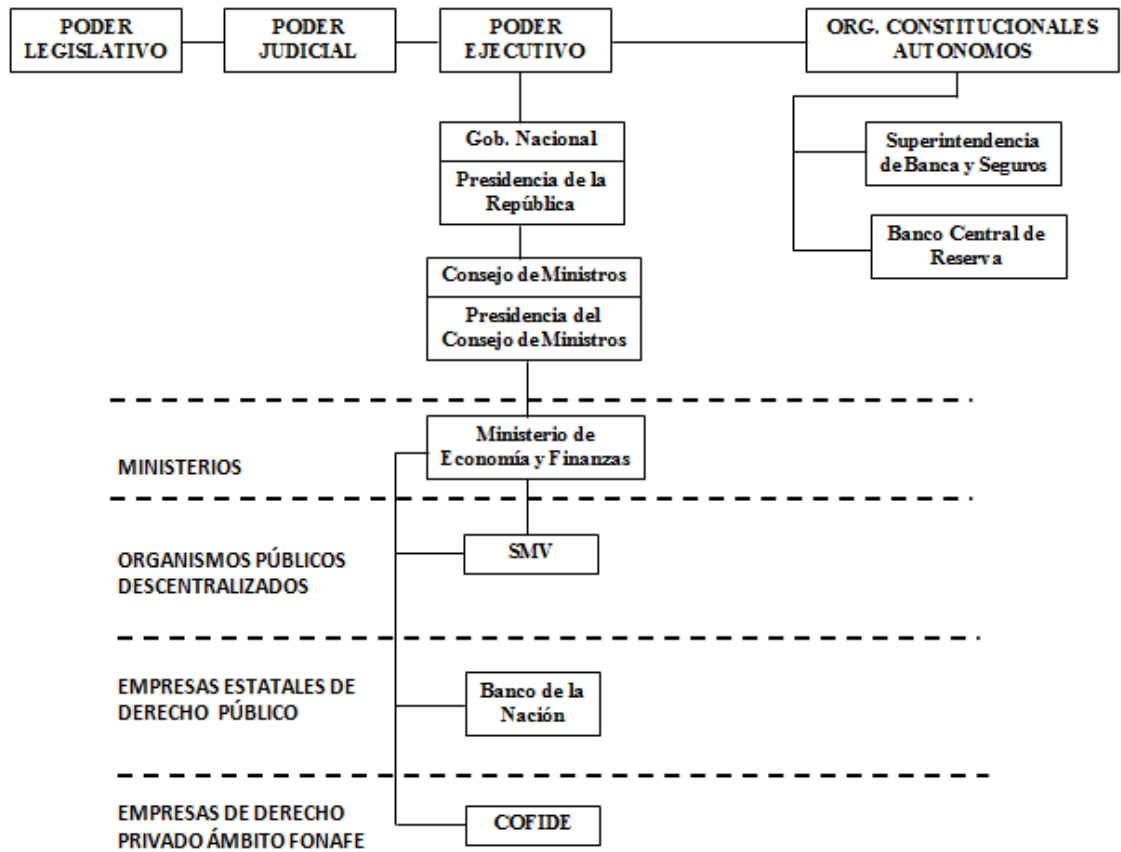 PODER
LEGISLATIVO
PODER
JUDICIAL
PODER
EJECUTIVO
ORG. CONSTITUCIONALES
AUTONOMOS
Gob. Nacional
Presidencia de la
República
Superintendencia
de Banca y Seguros
Banco Central de
Reserva
Consejo de Ministros
Presidencia del
Consejo de Ministros
MINISTERIOS
Ministerio de
Economía y Finanzas
ORGANISMOS PÚBLICOS
DESCENTRALIZADOS
SMV
EMPRESAS ESTATALES DE
DERECHO PÚBLICO
Banco de la
Nación
EMPRESAS DE DERECHO
PRIVADO ÁMBITO FONAFE
COFIDE